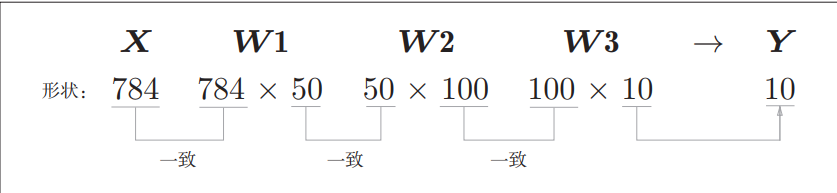 X W1 W2 W3 → Y
形状： 784 784 × 50 50 × 100 100 × 10 10
一致 一致 一致